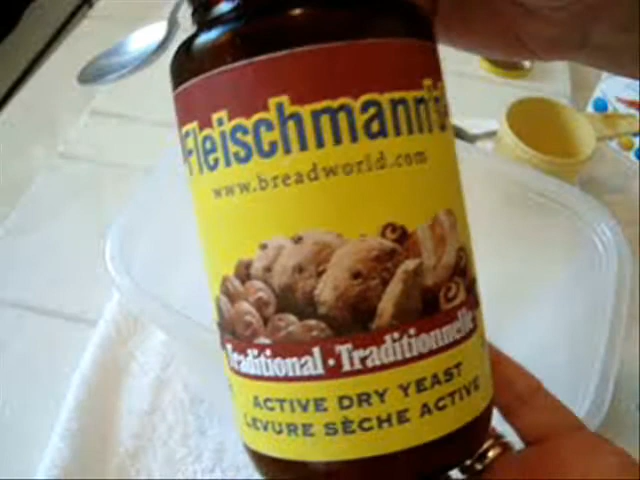 Fleischmann's
www.breadworld.com
Traditional · Traditionnelle
ACTIVE DRY YEAST
LEVURE SÈCHE ACTIVE